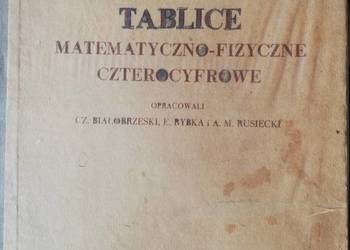 TABLICE
MATEMATYCZNO-FIZYCZNE
CZTEROCYFROWE
OPRACOWALI
CZ. BIAŁOBRZESKI, E. RYBKA i A. M. RUSIECKI